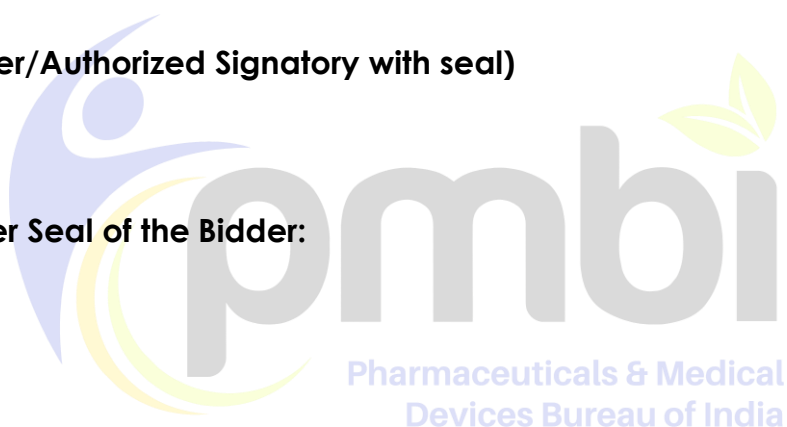 er/Authorized Signatory with seal)
er Seal of the Bidder:
pmbi
Pharmaceuticals & Medical
Devices Bureau of India